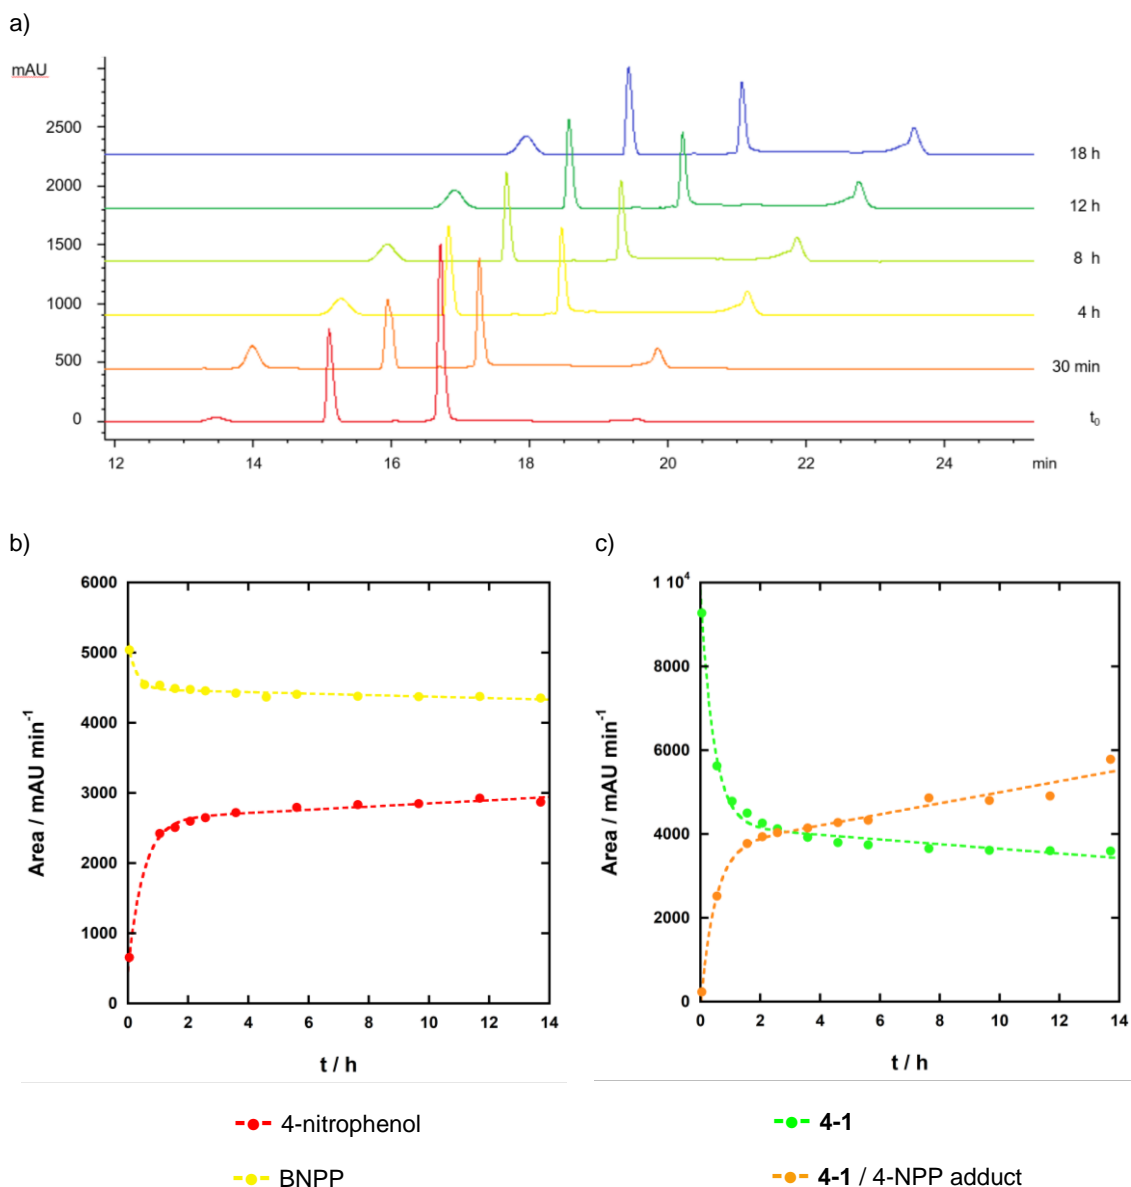 a)
mAU
2500
2000
1500
1000
500
0
18 h
12 h
8 h
4 h
30 min
t₀
12 14 16 18 20 22 24 min
b)
6000
5000
4000
3000
2000
1000
0
Area / mAU min⁻¹
0 2 4 6 8 10 12 14
t / h
4-nitrophenol
BNPP
c)
1 10⁴
8000
6000
4000
2000
0
Area / mAU min⁻¹
0 2 4 6 8 10 12 14
t / h
4-1
4-1 / 4-NPP adduct